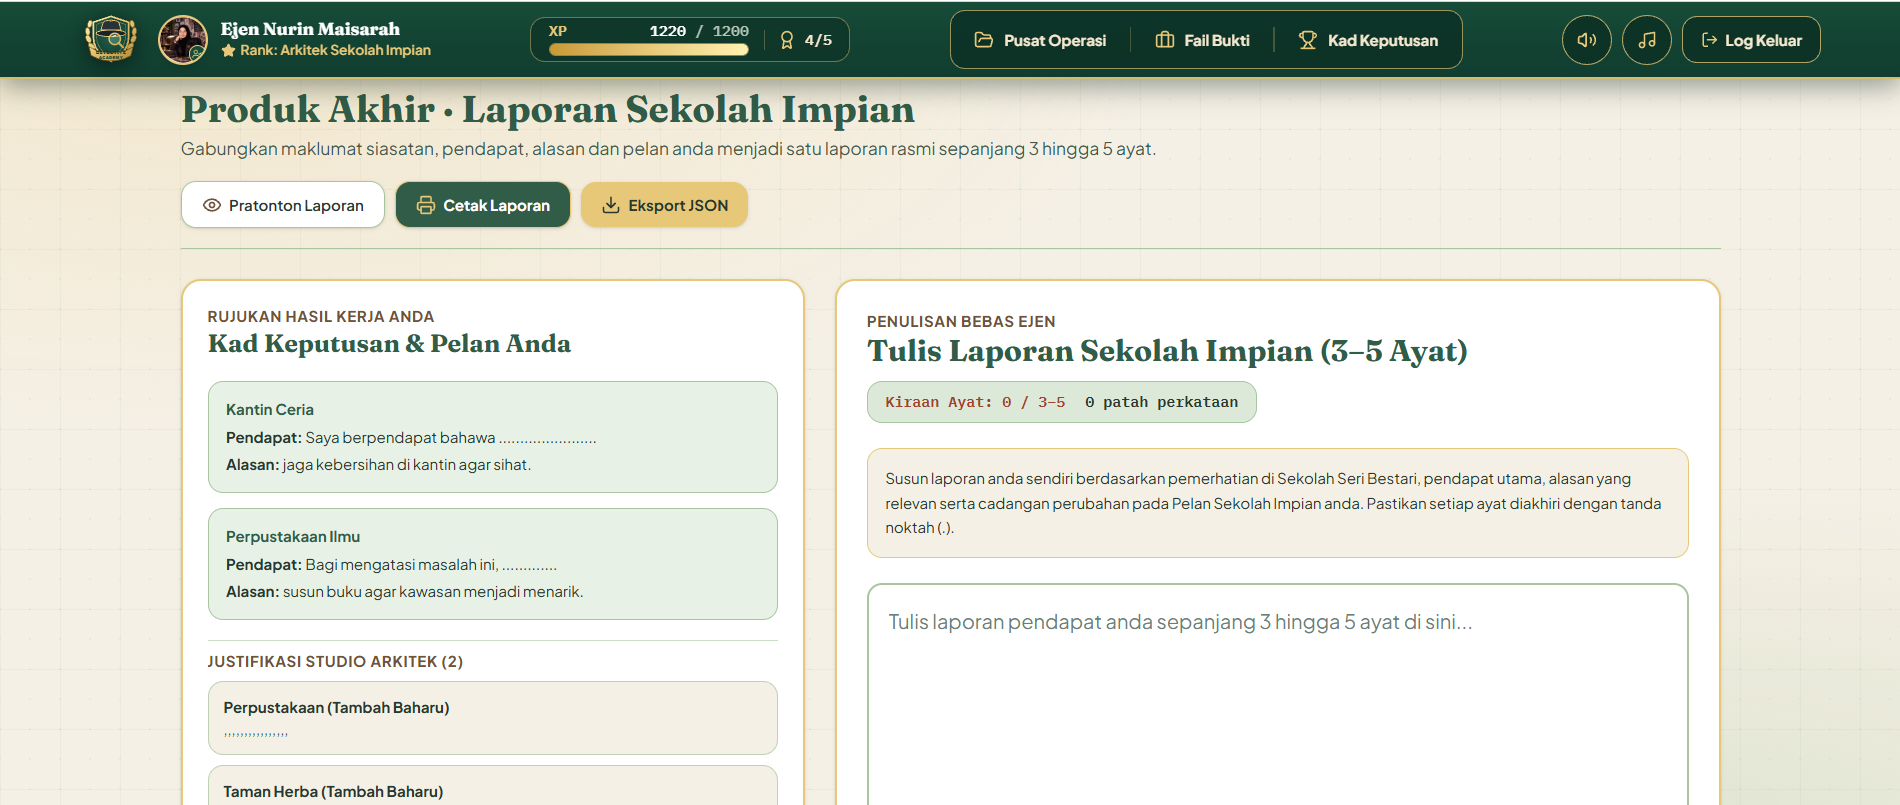 Ejen Nurin Maisarah
Rank: Arkitek Sekolah Impian
XP 1220 / 1200
4/5
Pusat Operasi
Fail Bukti
Kad Keputusan
Log Keluar
Produk Akhir · Laporan Sekolah Impian
Gabungkan maklumat siasatan, pendapat, alasan dan pelan anda menjadi satu laporan rasmi sepanjang 3 hingga 5 ayat.
Pratonton Laporan
Cetak Laporan
Eksport JSON
RUJUKAN HASIL KERJA ANDA
Kad Keputusan & Pelan Anda
Kantin Ceria
Pendapat: Saya berpendapat bahawa .......................
Alasan: jaga kebersihan di kantin agar sihat.
Perpustakaan Ilmu
Pendapat: Bagi mengatasi masalah ini, .............
Alasan: susun buku agar kawasan menjadi menarik.
JUSTIFIKASI STUDIO ARKITEK (2)
Perpustakaan (Tambah Baharu)
,,,,,,,,,,,,,,,,
Taman Herba (Tambah Baharu)
PENULISAN BEBAS EJEN
Tulis Laporan Sekolah Impian (3–5 Ayat)
Kiraan Ayat: 0 / 3–5 0 patah perkataan
Susun laporan anda sendiri berdasarkan pemerhatian di Sekolah Seri Bestari, pendapat utama, alasan yang
relevan serta cadangan perubahan pada Pelan Sekolah Impian anda. Pastikan setiap ayat diakhiri dengan tanda
noktah (.).
Tulis laporan pendapat anda sepanjang 3 hingga 5 ayat di sini...